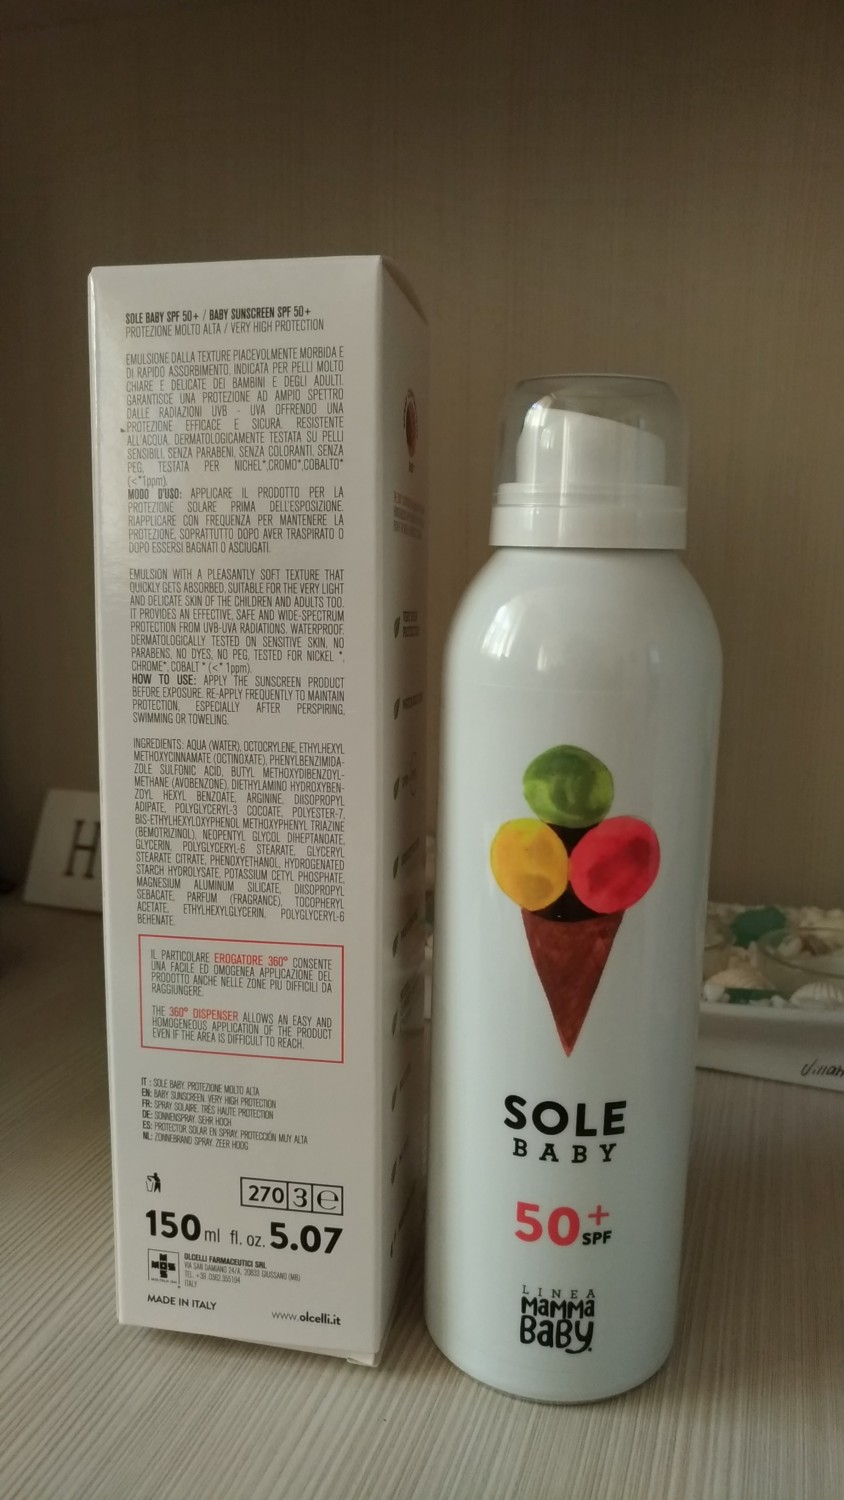 SOLE BABY SPF 50+ / BABY SUNSCREEN SPF 50+
PROTEZIONE MOLTO ALTA / VERY HIGH PROTECTION
EMULSIONE DALLA TEXTURE PIACEVOLMENTE MORBIDA E
DI RAPIDO ASSORBIMENTO, INDICATA PER PELLI MOLTO
CHIARE E DELICATE DEI BAMBINI E DEGLI ADULTI.
GARANTISCE UNA PROTEZIONE AD AMPIO SPETTRO
DALLE RADIAZIONI UVB - UVA OFFRENDO UNA
PROTEZIONE EFFICACE E SICURA. RESISTENTE
ALL'ACQUA. DERMATOLOGICAMENTE TESTATA SU PELLI
SENSIBILI, SENZA PARABENI, SENZA COLORANTI, SENZA
PEG, TESTATA PER NICHEL*,CROMO*,COBALTO*
(<*1ppm).
MODO D'USO: APPLICARE IL PRODOTTO PER LA
PROTEZIONE SOLARE PRIMA DELL'ESPOSIZIONE.
RIAPPLICARE CON FREQUENZA PER MANTENERE LA
PROTEZIONE, SOPRATTUTTO DOPO AVER TRASPIRATO O
DOPO ESSERSI BAGNATI O ASCIUGATI.
EMULSION WITH A PLEASANTLY SOFT TEXTURE THAT
QUICKLY GETS ABSORBED, SUITABLE FOR THE VERY LIGHT
AND DELICATE SKIN OF THE CHILDREN AND ADULTS TOO.
IT PROVIDES AN EFFECTIVE, SAFE AND WIDE-SPECTRUM
PROTECTION FROM UVB-UVA RADIATIONS. WATERPROOF,
DERMATOLOGICALLY TESTED ON SENSITIVE SKIN, NO
PARABENS, NO DYES, NO PEG, TESTED FOR NICKEL *,
CHROME*, COBALT * (<* 1ppm).
HOW TO USE: APPLY THE SUNSCREEN PRODUCT
BEFORE EXPOSURE. RE-APPLY FREQUENTLY TO MAINTAIN
PROTECTION, ESPECIALLY AFTER PERSPIRING,
SWIMMING OR TOWELING.
INGREDIENTS: AQUA (WATER), OCTOCRYLENE, ETHYLHEXYL
METHOXYCINNAMATE (OCTINOXATE), PHENYLBENZIMIDA-
ZOLE SULFONIC ACID, BUTYL METHOXYDIBENZOYL-
METHANE (AVOBENZONE), DIETHYLAMINO HYDROXYBEN-
ZOYL HEXYL BENZOATE, ARGININE, DIISOPROPYL
ADIPATE, POLYGLYCERYL-3 COCOATE, POLYESTER-7,
BIS-ETHYLHEXYLOXYPHENOL METHOXYPHENYL TRIAZINE
(BEMOTRIZINOL), NEOPENTYL GLYCOL DIHEPTANOATE,
GLYCERIN, POLYGLYCERYL-6 STEARATE, GLYCERYL
STEARATE CITRATE, PHENOXYETHANOL, HYDROGENATED
STARCH HYDROLYSATE, POTASSIUM CETYL PHOSPHATE,
MAGNESIUM ALUMINUM SILICATE, DIISOPROPYL
SEBACATE, PARFUM (FRAGRANCE), TOCOPHERYL
ACETATE, ETHYLHEXYLGLYCERIN, POLYGLYCERYL-6
BEHENATE.
IL PARTICOLARE EROGATORE 360° CONSENTE
UNA FACILE ED OMOGENEA APPLICAZIONE DEL
PRODOTTO ANCHE NELLE ZONE PIÙ DIFFICILI DA
RAGGIUNGERE.
THE 360° DISPENSER ALLOWS AN EASY AND
HOMOGENEOUS APPLICATION OF THE PRODUCT
EVEN IF THE AREA IS DIFFICULT TO REACH.
IT : SOLE BABY. PROTEZIONE MOLTO ALTA
EN: BABY SUNSCREEN. VERY HIGH PROTECTION
FR: SPRAY SOLAIRE. TRÈS HAUTE PROTECTION
DE: SONNENSPRAY. SEHR HOCH
ES: PROTECTOR SOLAR EN SPRAY. PROTECCIÓN MUY ALTA
NL: ZONNEBRAND SPRAY. ZEER HOOG
270 3 e
150 ml fl. oz. 5.07
OLCELLI FARMACEUTICI SRL
VIA SAN DAMIANO 24/A, 20833 GIUSSANO (MB)
TEL. +39.0362.355194
ITALY
MADE IN ITALY
www.olcelli.it
SOLE
BABY
50+
SPF
LINEA
MAMMA
BABY
H